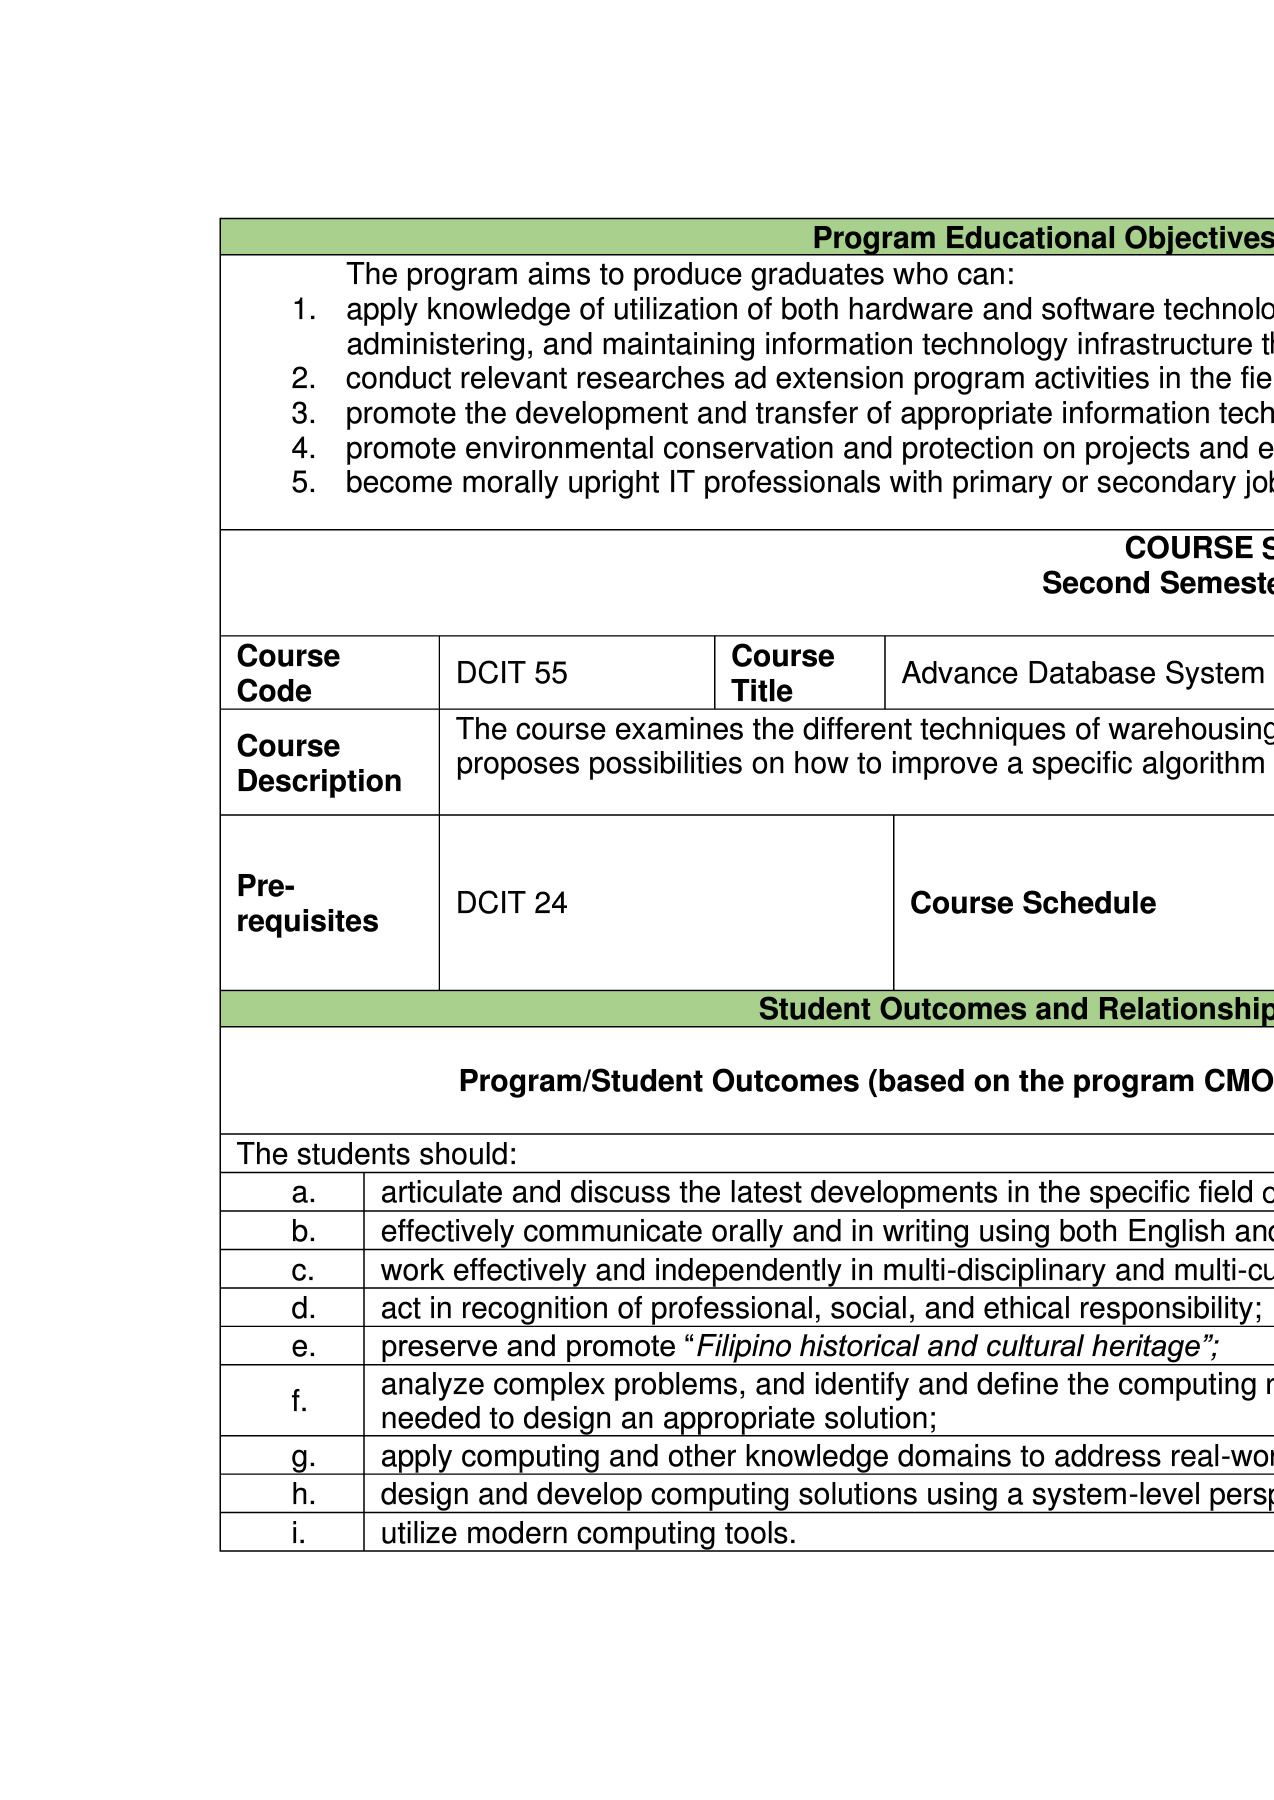 Program Educational Objectives
The program aims to produce graduates who can:
1. apply knowledge of utilization of both hardware and software technolo
administering, and maintaining information technology infrastructure
2. conduct relevant researches ad extension program activities in the fie
3. promote the development and transfer of appropriate information tech
4. promote environmental conservation and protection on projects and e
5. become morally upright IT professionals with primary or secondary
COURSE S
Second Semeste
Course
Code
DCIT 55
Course
Title
Advance Database System
Course
Description
The course examines the different techniques of warehousing
proposes possibilities on how to improve a specific algorithm
Pre-
requisites
DCIT 24
Course Schedule
Student Outcomes and Relationship
Program/Student Outcomes (based on the program CMO
The students should:
a. articulate and discuss the latest developments in the specific field
b. effectively communicate orally and in writing using both English and
c. work effectively and independently in multi-disciplinary and multi-cu
d. act in recognition of professional, social, and ethical responsibility;
e. preserve and promote “Filipino historical and cultural heritage”;
f. analyze complex problems, and identify and define the computing
needed to design an appropriate solution;
g. apply computing and other knowledge domains to address real-wor
h. design and develop computing solutions using a system-level persp
i. utilize modern computing tools.